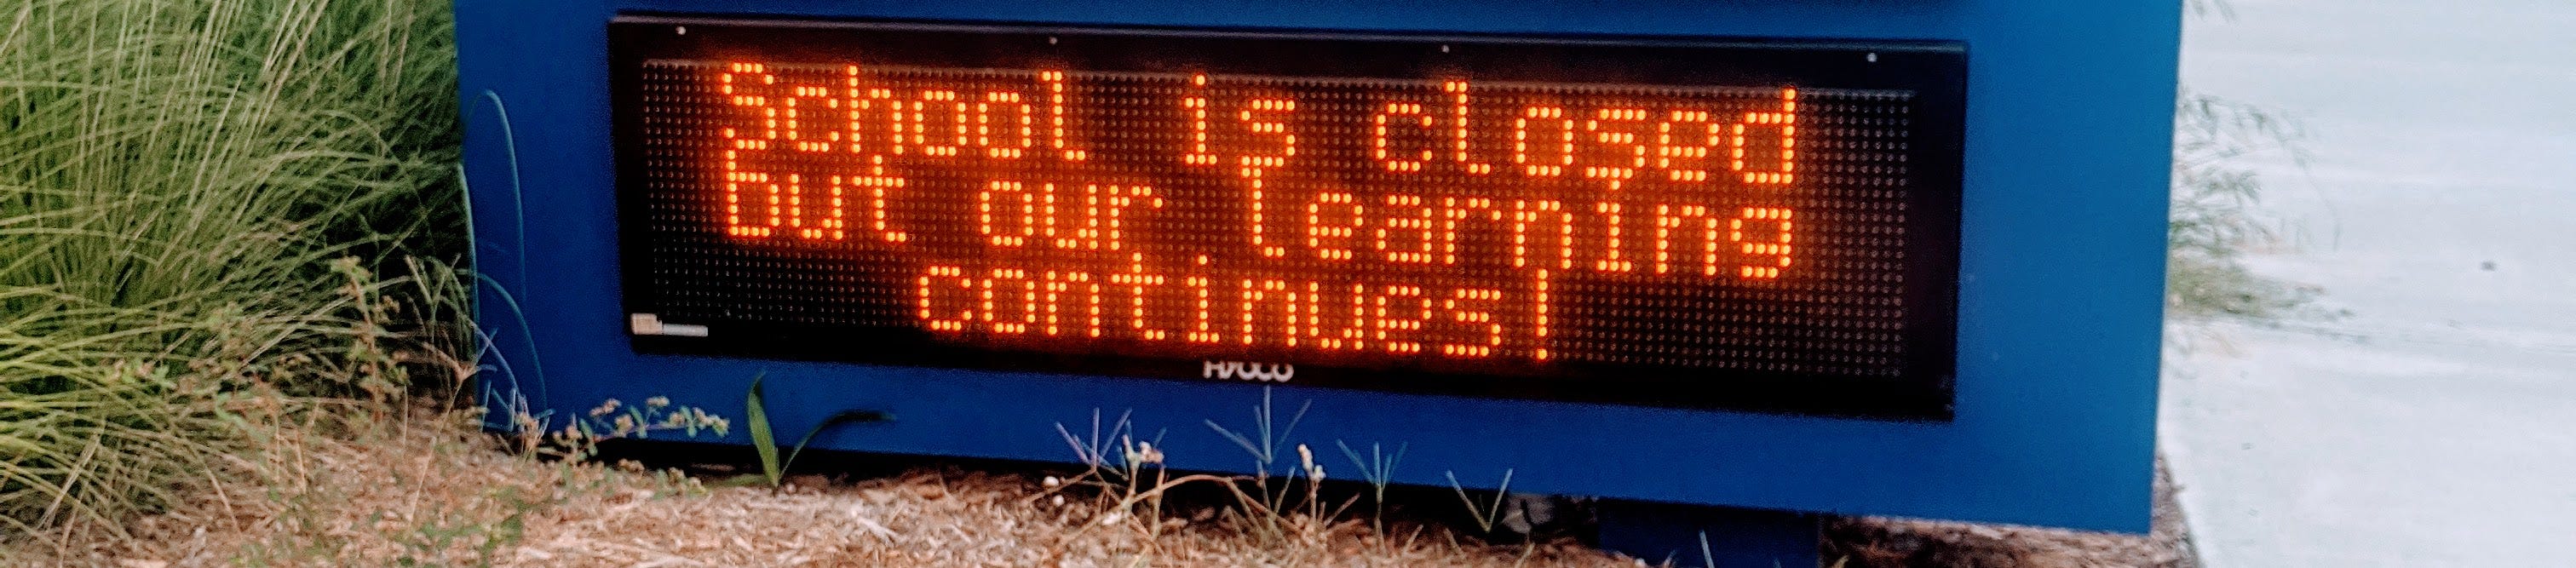 School is closed
but our learning
continues!